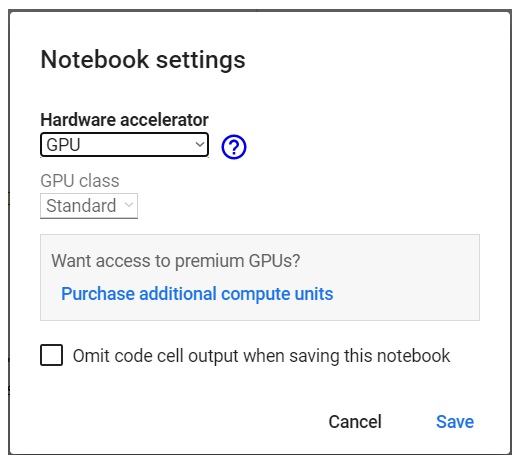 Notebook settings
Hardware accelerator
GPU
?
GPU class
Standard
Want access to premium GPUs?
Purchase additional compute units
Omit code cell output when saving this notebook
Cancel Save